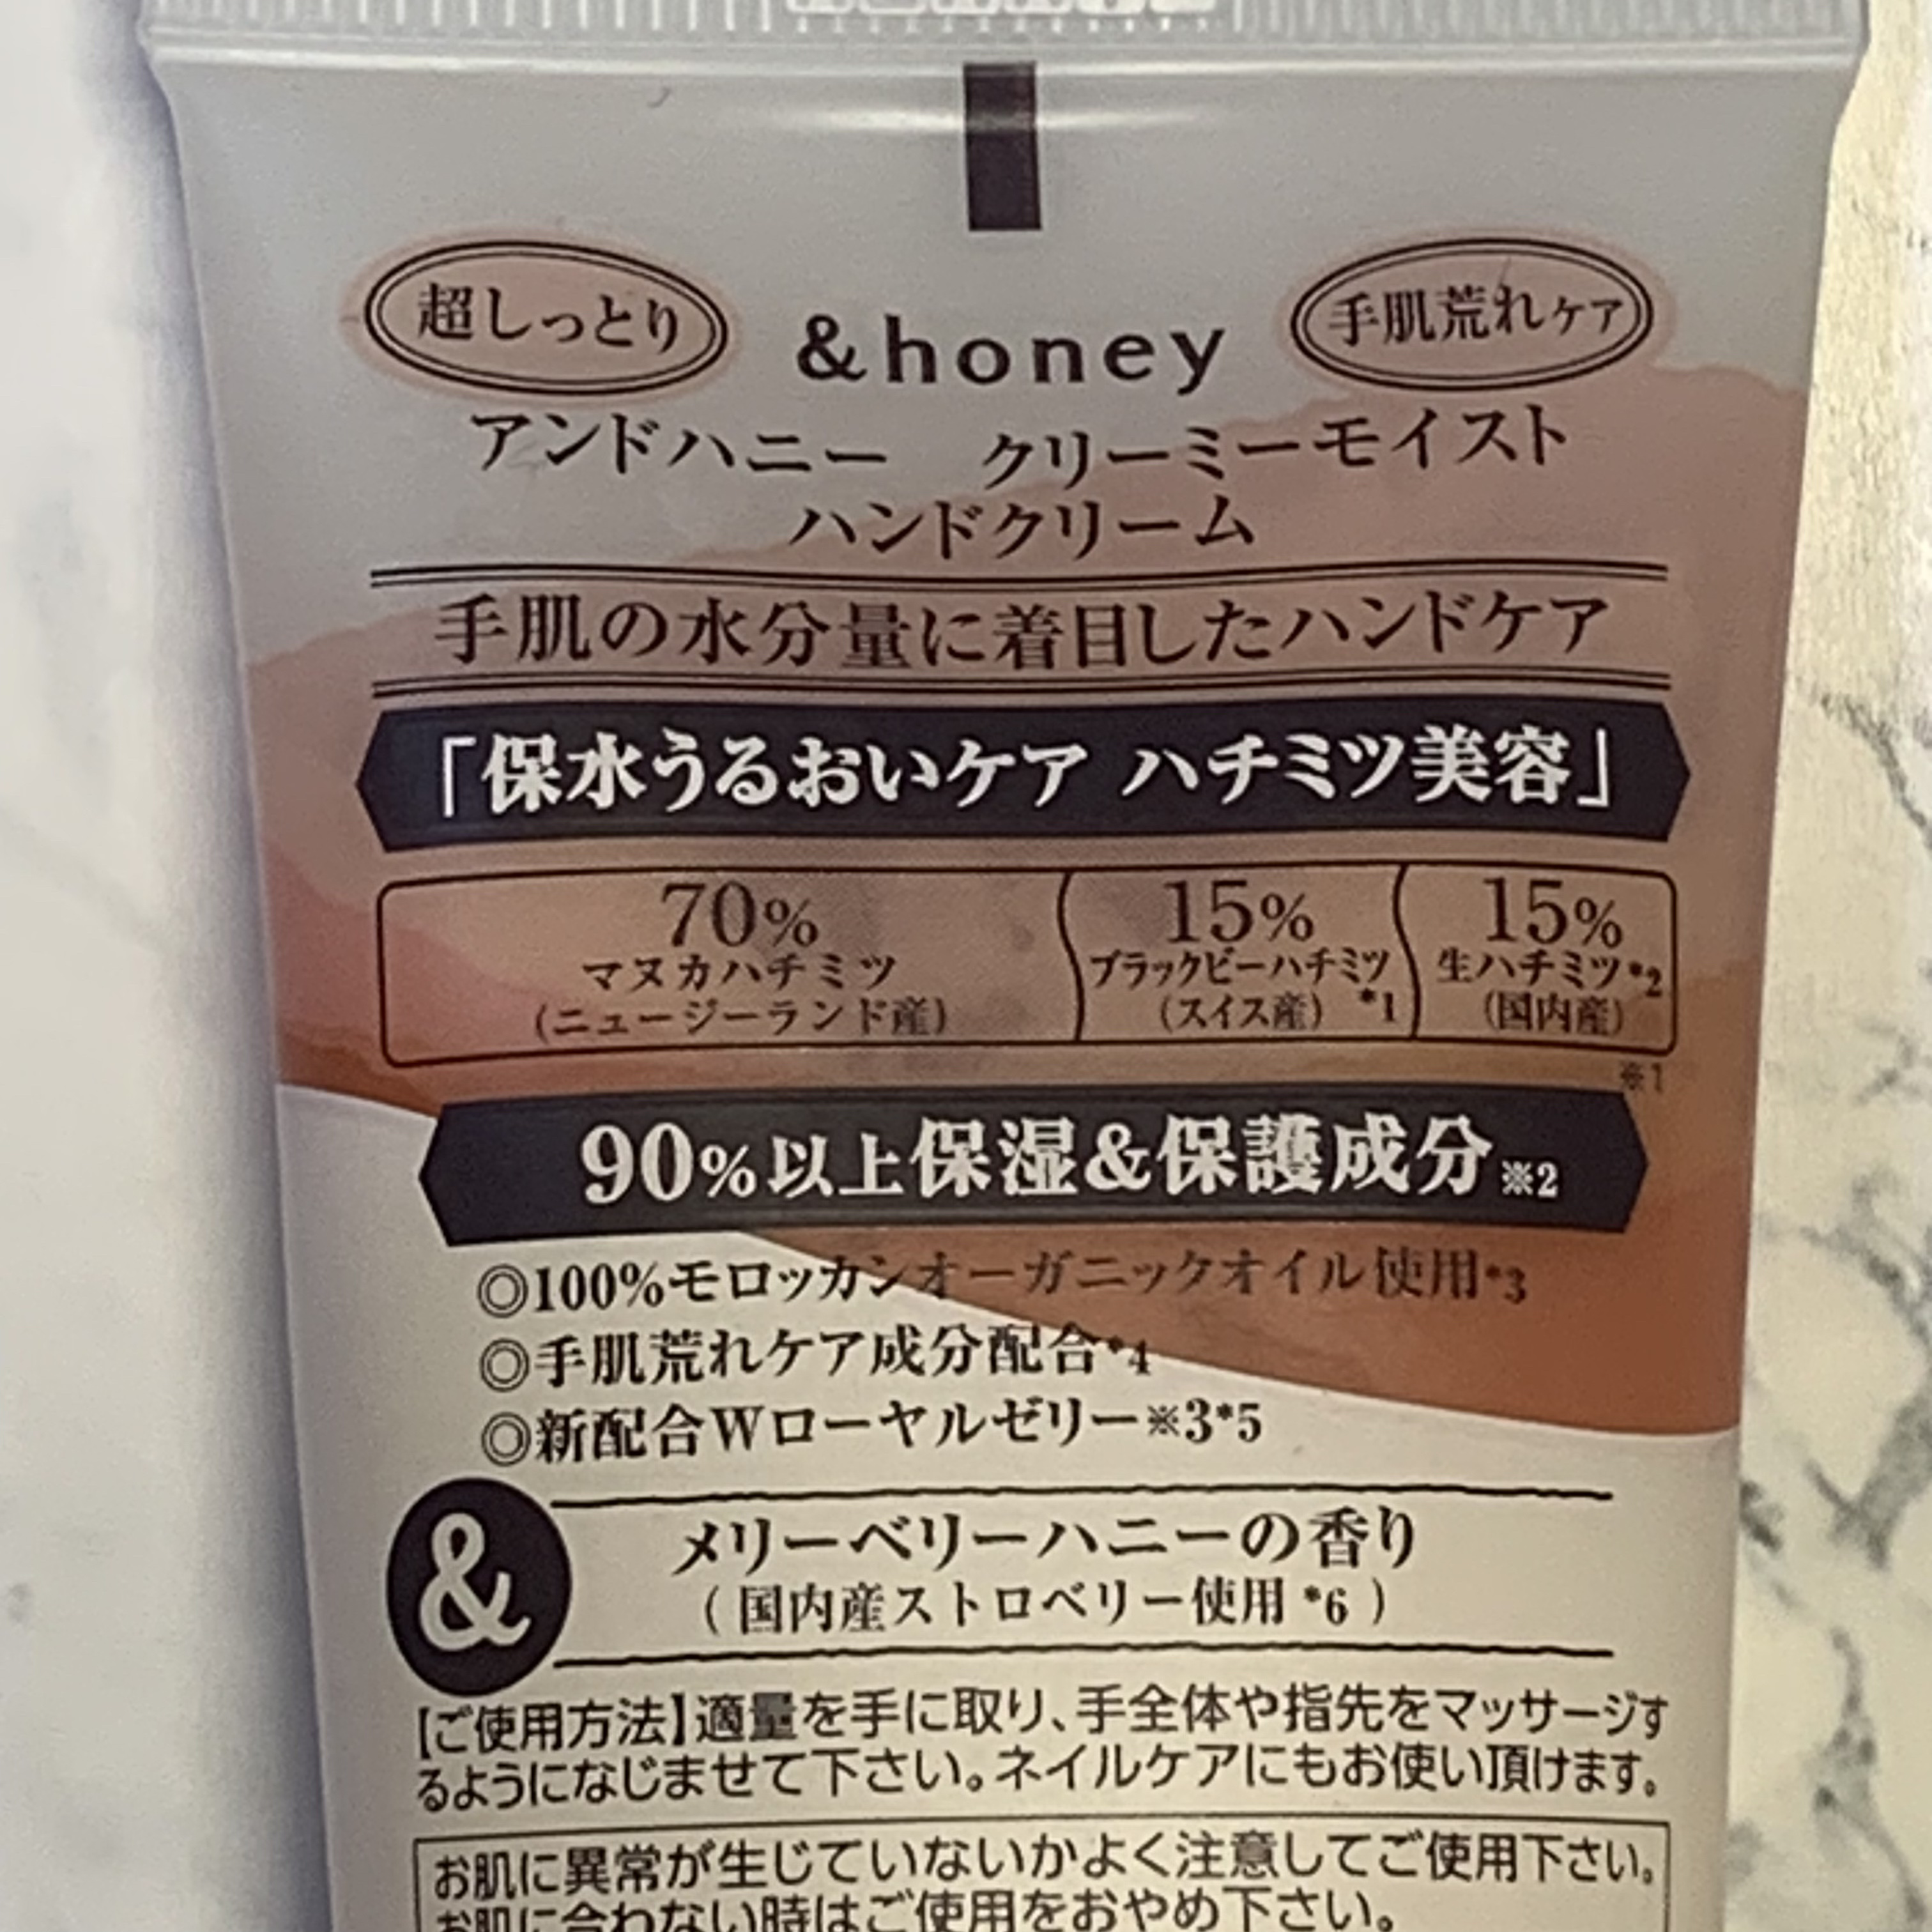 超しっとり
&honey
手肌荒れケア
アンドハニー　クリーミーモイスト
ハンドクリーム
手肌の水分量に着目したハンドケア
「保水うるおいケア ハチミツ美容」
70%
マヌカハチミツ
(ニュージーランド産)
15%
ブラックビーハチミツ
(スイス産) *1
15%
生ハチミツ*2
(国内産)
※1
90%以上保湿&保護成分※2
◎100%モロッカンオーガニックオイル使用*3
◎手肌荒れケア成分配合*4
◎新配合Wローヤルゼリー※3*5
&
メリーベリーハニーの香り
(国内産ストロベリー使用*6)
【ご使用方法】適量を手に取り、手全体や指先をマッサージす
るようになじませて下さい。ネイルケアにもお使い頂けます。
お肌に異常が生じていないかよく注意してご使用下さい。
お肌に合わない時はご使用をおやめ下さい。